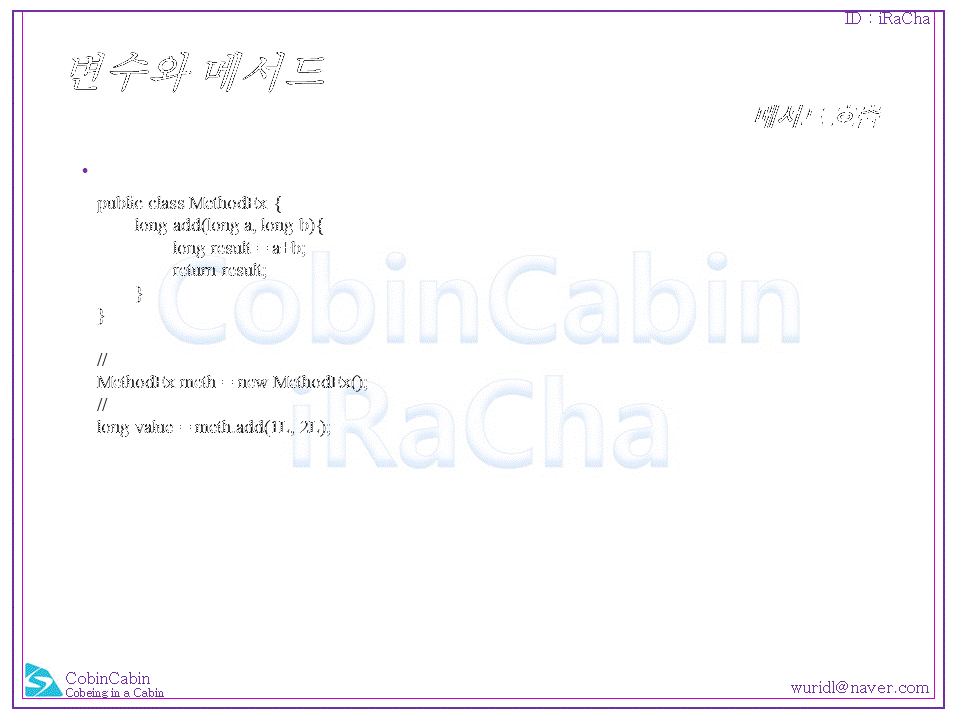 ID : iRaCha
변수와 메서드
메서드 호출
•
public class MethodEx {
long add(long a, long b){
long result = a+b;
return result;
}
}
//
MethodEx meth = new MethodEx();
//
long value = meth.add(1L, 2L);
CobinCabin
iRaCha
CobinCabin
Cobeing in a Cabin
wuridl@naver.com